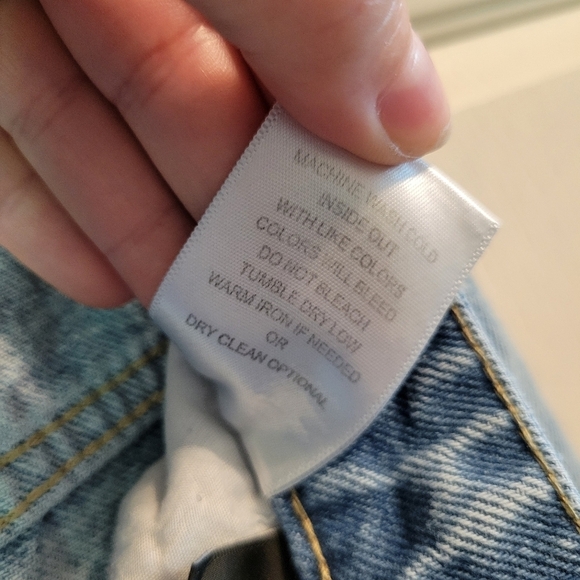 MACHINE WASH COLD
INSIDE OUT
WITH LIKE COLORS
COLORS WILL BLEED
DO NOT BLEACH
TUMBLE DRY LOW
WARM IRON IF NEEDED
OR
DRY CLEAN OPTIONAL